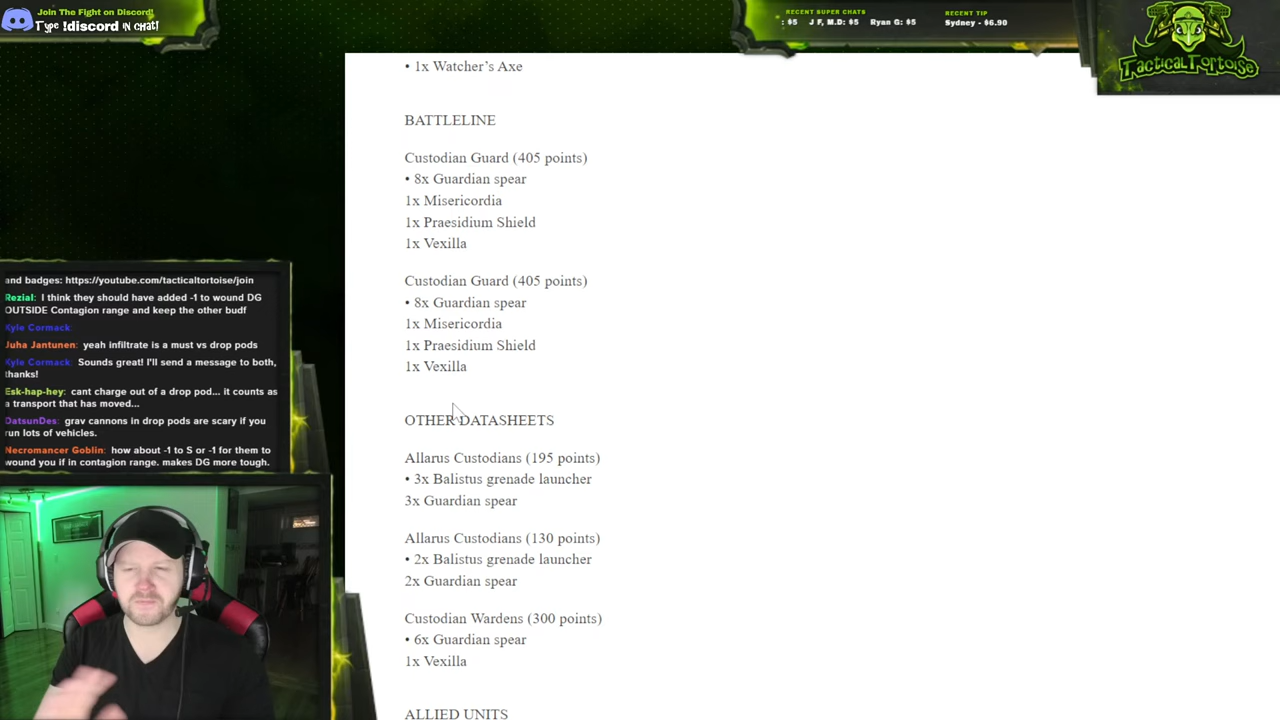 Join The Fight on Discord!
Type !discord in chat!
RECENT SUPER CHATS
: $5 J F, M.D: $5 Ryan G: $5
RECENT TIP
Sydney - $6.90
TacticalTortoise
• 1x Watcher's Axe
BATTLELINE
Custodian Guard (405 points)
• 8x Guardian spear
1x Misericordia
1x Praesidium Shield
1x Vexilla
Custodian Guard (405 points)
• 8x Guardian spear
1x Misericordia
1x Praesidium Shield
1x Vexilla
OTHER DATASHEETS
Allarus Custodians (195 points)
• 3x Balistus grenade launcher
3x Guardian spear
Allarus Custodians (130 points)
• 2x Balistus grenade launcher
2x Guardian spear
Custodian Wardens (300 points)
• 6x Guardian spear
1x Vexilla
ALLIED UNITS
and badges: https://youtube.com/tacticaltortoise/join
Rezial: I think they should have added -1 to wound DG
OUTSIDE Contagion range and keep the other budf
Kyle Cormack:
Juha Jantunen: yeah infiltrate is a must vs drop pods
Kyle Cormack: Sounds great! I'll send a message to both,
thanks!
Esk-hap-hey: cant charge out of a drop pod... it counts as
a transport that has moved...
DatsunDes: grav cannons in drop pods are scary if you
run lots of vehicles.
Necromancer Goblin: how about -1 to S or -1 for them to
wound you if in contagion range. makes DG more tough.